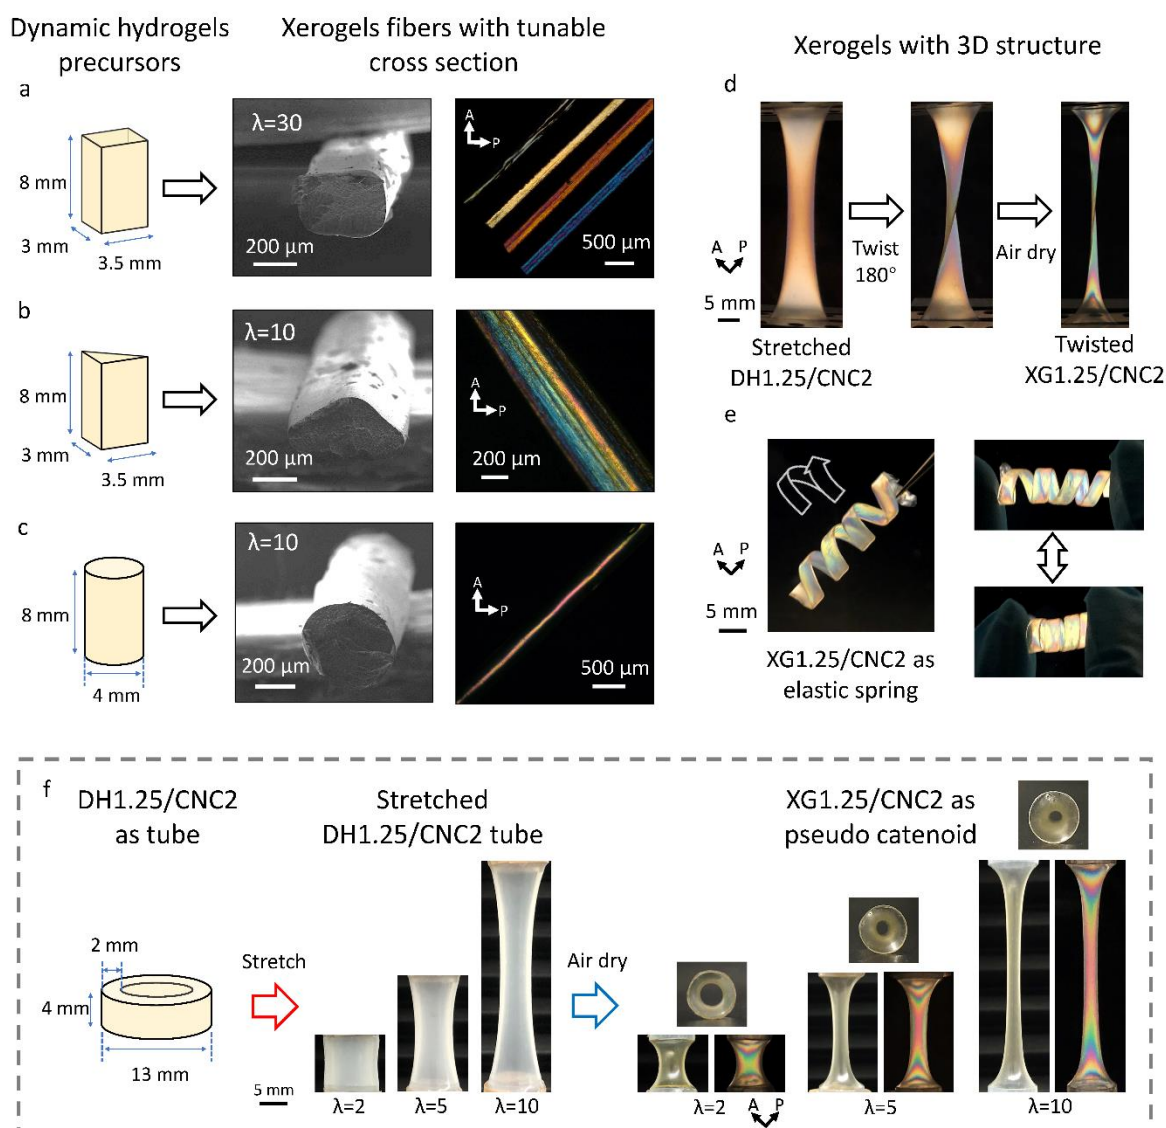 Dynamic hydrogels
precursors
Xerogels fibers with tunable
cross section
Xerogels with 3D structure
a
8 mm
3 mm
3.5 mm
λ=30
200 µm
A
P
500 µm
b
8 mm
3 mm
3.5 mm
λ=10
200 µm
A
P
200 µm
c
8 mm
4 mm
λ=10
200 µm
A
P
500 µm
d
A P
5 mm
Twist
180°
Air dry
Stretched
DH1.25/CNC2
Twisted
XG1.25/CNC2
e
A P
5 mm
XG1.25/CNC2 as
elastic spring
f
DH1.25/CNC2
as tube
2 mm
4 mm
13 mm
Stretch
5 mm
Stretched
DH1.25/CNC2 tube
λ=2
λ=5
λ=10
Air dry
XG1.25/CNC2 as
pseudo catenoid
λ=2
A P
λ=5
λ=10